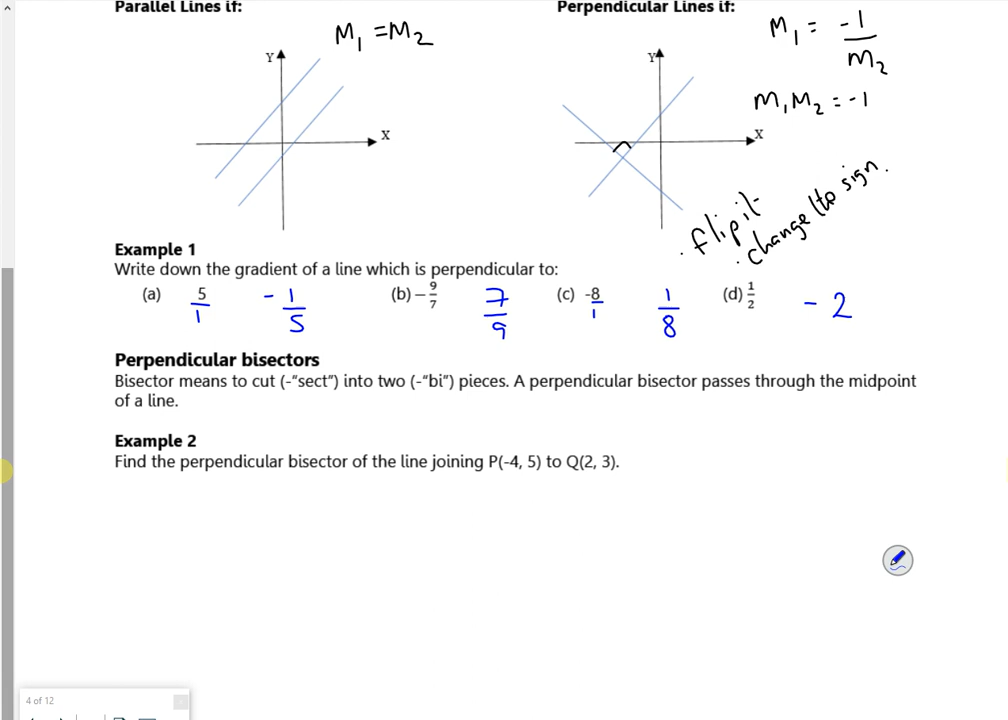 Parallel Lines if:
M₁ = M₂
Y
X
Perpendicular Lines if:
M₁ = -1/M₂
M₁M₂ = -1
Y
X
. flip it
. change the sign.
Example 1
Write down the gradient of a line which is perpendicular to:
(a) 5/1 -1/5 (b) -9/7 7/9 (c) -8/1 1/8 (d) 1/2 -2
Perpendicular bisectors
Bisector means to cut (-"sect") into two (-"bi") pieces. A perpendicular bisector passes through the midpoint
of a line.
Example 2
Find the perpendicular bisector of the line joining P(-4, 5) to Q(2, 3).
4 of 12